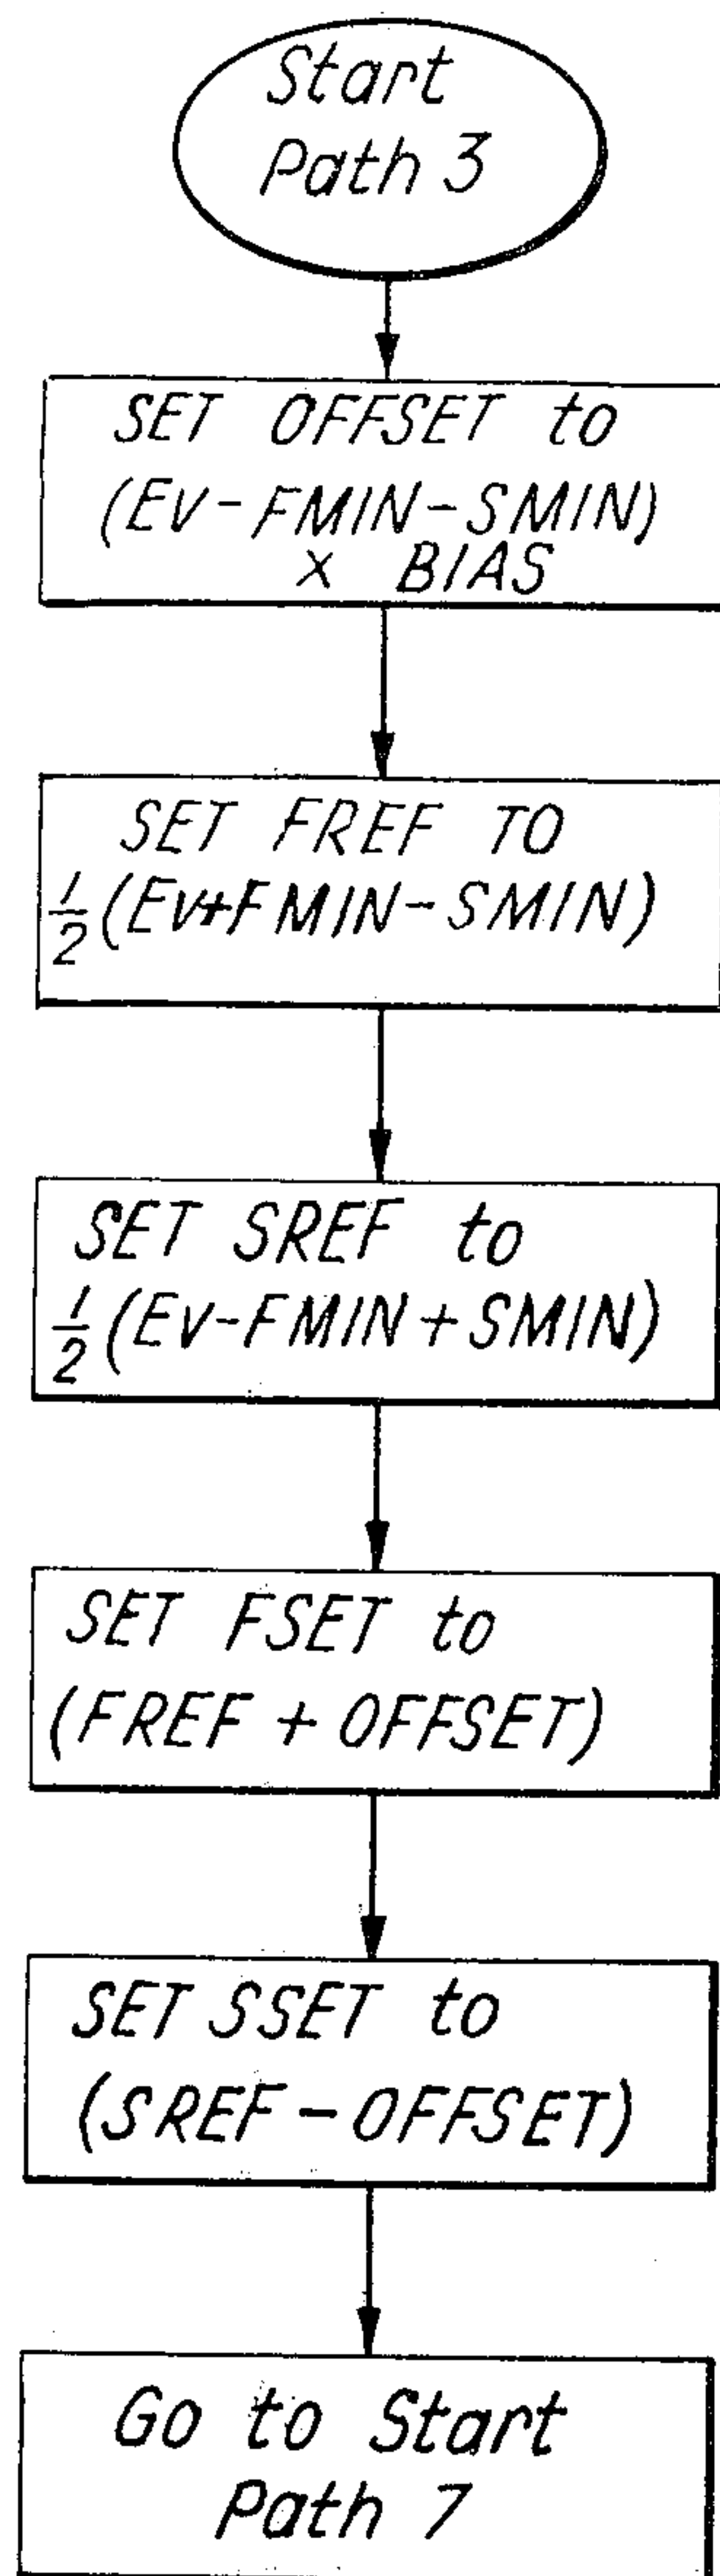 Start
Path 3
SET OFFSET to
(Ev-FMIN-SMIN)
x BIAS
SET FREF TO
1/2 (Ev+FMIN-SMIN)
SET SREF to
1/2 (Ev-FMIN+SMIN)
SET FSET to
(FREF + OFFSET)
SET SSET to
(SREF-OFFSET)
Go to Start
Path 7